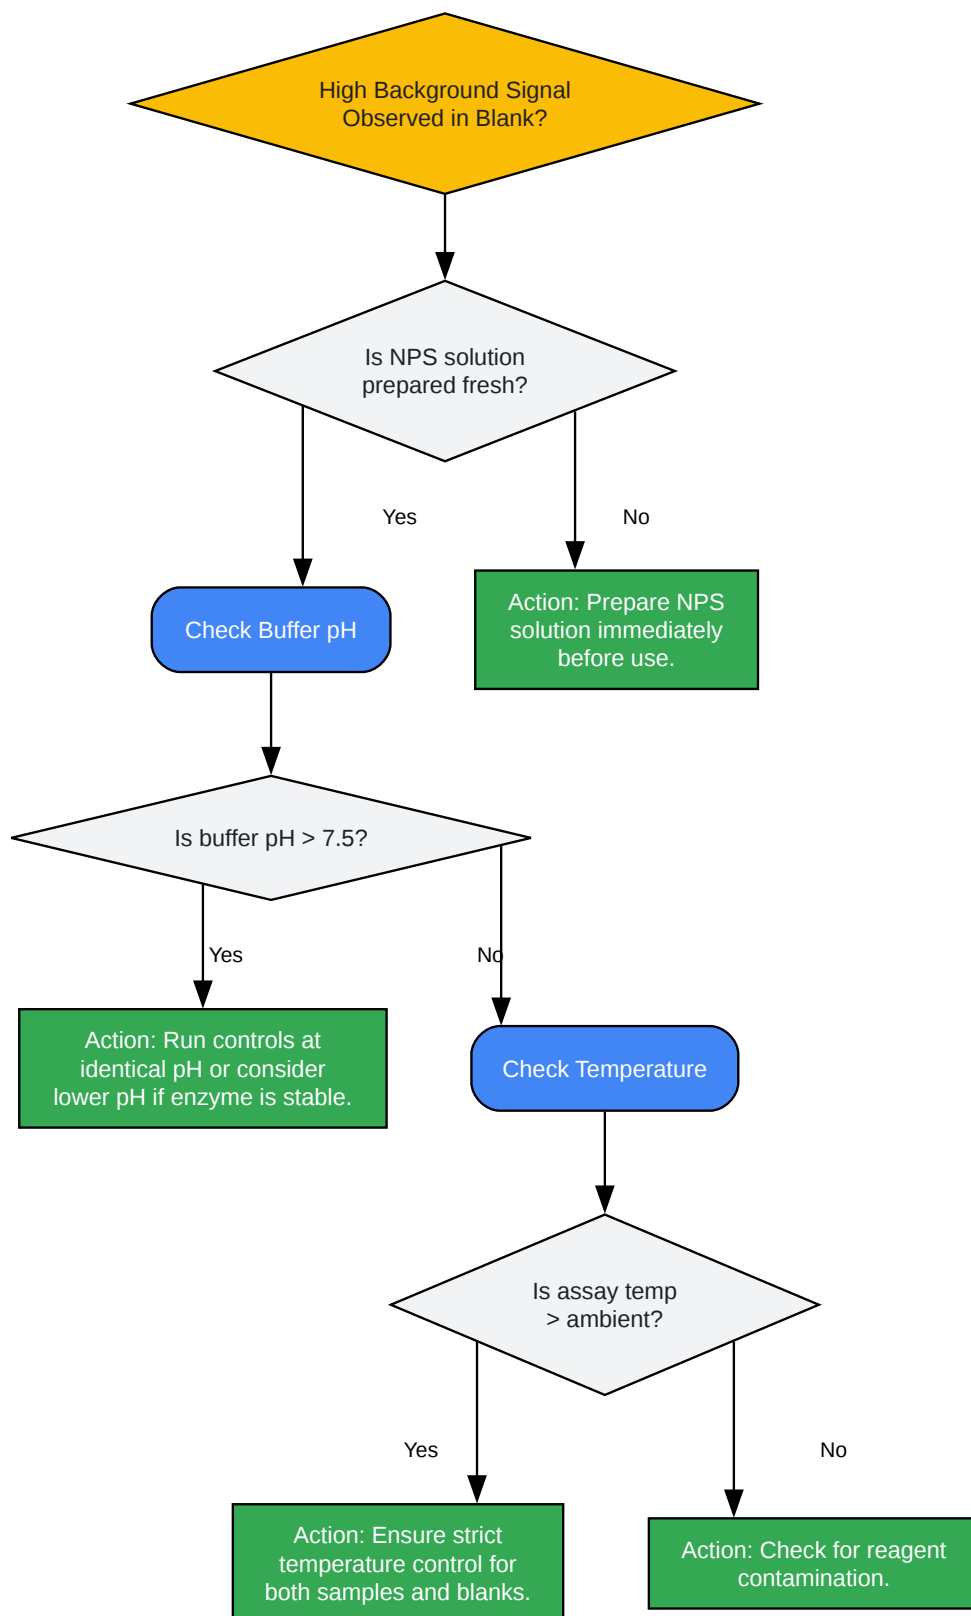 High Background Signal
Observed in Blank?
Is NPS solution
prepared fresh?
Yes
No
Check Buffer pH
Action: Prepare NPS
solution immediately
before use.
Is buffer pH > 7.5?
Yes
No
Action: Run controls at
identical pH or consider
lower pH if enzyme is stable.
Check Temperature
Is assay temp
> ambient?
Yes
No
Action: Ensure strict
temperature control for
both samples and blanks.
Action: Check for reagent
contamination.